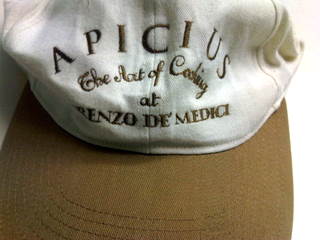 APICIUS
The Art of Cooking
at
RENZO DE' MEDICI